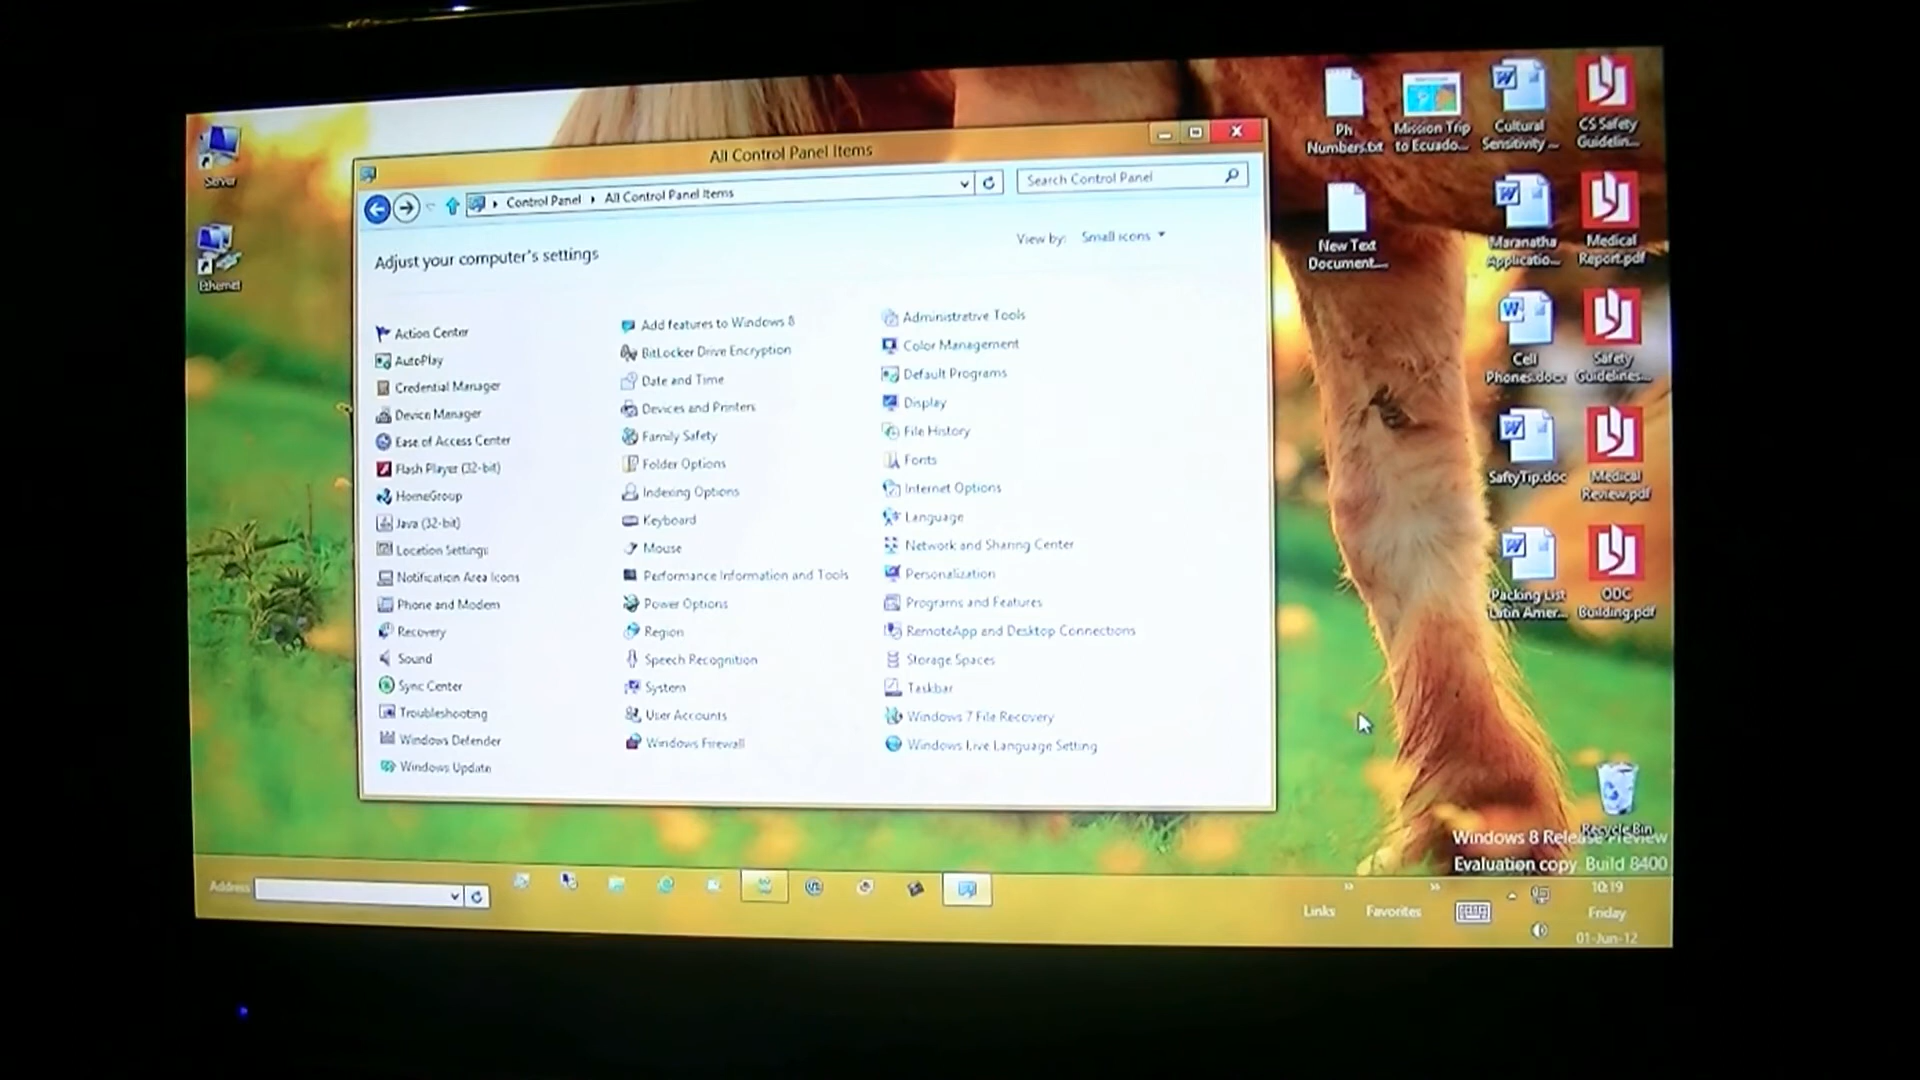 Server
Ethernet
All Control Panel Items
Control Panel
All Control Panel Items
Search Control Panel
Adjust your computer's settings
View by:
Small icons
Action Center
AutoPlay
Credential Manager
Device Manager
Ease of Access Center
Flash Player (32-bit)
HomeGroup
Java (32-bit)
Location Settings
Notification Area Icons
Phone and Modem
Recovery
Sound
Sync Center
Troubleshooting
Windows Defender
Windows Update
Add features to Windows 8
BitLocker Drive Encryption
Date and Time
Devices and Printers
Family Safety
Folder Options
Indexing Options
Keyboard
Mouse
Performance Information and Tools
Power Options
Region
Speech Recognition
System
User Accounts
Windows Firewall
Administrative Tools
Color Management
Default Programs
Display
File History
Fonts
Internet Options
Language
Network and Sharing Center
Personalization
Programs and Features
RemoteApp and Desktop Connections
Storage Spaces
Taskbar
Windows 7 File Recovery
Windows Live Language Setting
Ph
Numbers.txt
New Text
Document...
Mission Trip
to Ecuado...
Cultural
Sensitivity ...
Maranatha
Applicatio...
Cell
Phones.docx
SaftyTip.doc
Packing List
Latin Amer...
CS Safety
Guidelin...
Medical
Report.pdf
Safety
Guidelines...
Medical
Review.pdf
ODC
Building.pdf
Recycle Bin
Windows 8 Release Preview
Evaluation copy. Build 8400
Address
Links
Favorites
10:19
Friday
01-Jun-12